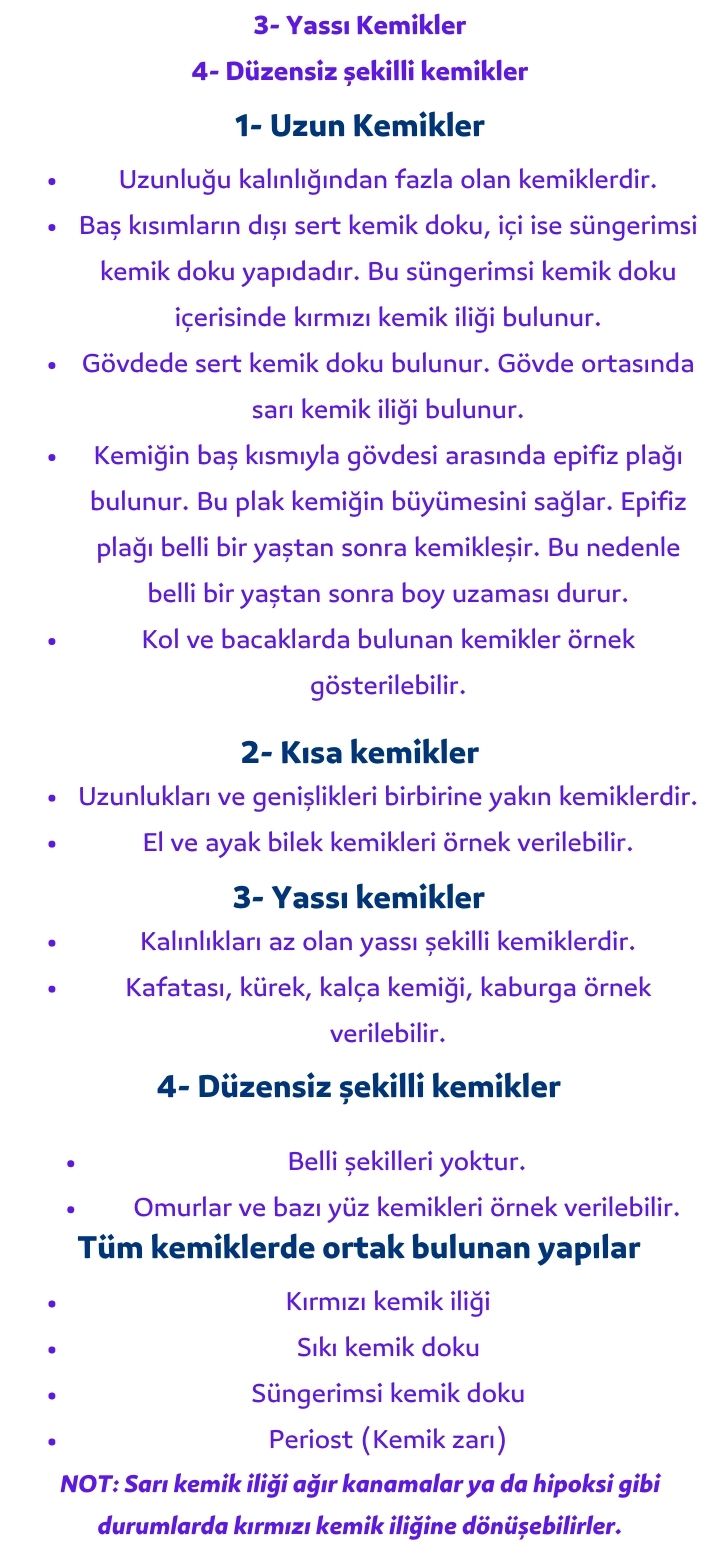 3- Yassı Kemikler
4- Düzensiz şekilli kemikler
1- Uzun Kemikler
• Uzunluğu kalınlığından fazla olan kemiklerdir.
• Baş kısımların dışı sert kemik doku, içi ise süngerimsi
kemik doku yapıdadır. Bu süngerimsi kemik doku
içerisinde kırmızı kemik iliği bulunur.
• Gövdede sert kemik doku bulunur. Gövde ortasında
sarı kemik iliği bulunur.
• Kemiğin baş kısmıyla gövdesi arasında epifiz plağı
bulunur. Bu plak kemiğin büyümesini sağlar. Epifiz
plağı belli bir yaştan sonra kemikleşir. Bu nedenle
belli bir yaştan sonra boy uzaması durur.
• Kol ve bacaklarda bulunan kemikler örnek
gösterilebilir.
2- Kısa kemikler
• Uzunlukları ve genişlikleri birbirine yakın kemiklerdir.
• El ve ayak bilek kemikleri örnek verilebilir.
3- Yassı kemikler
• Kalınlıkları az olan yassı şekilli kemiklerdir.
• Kafatası, kürek, kalça kemiği, kaburga örnek
verilebilir.
4- Düzensiz şekilli kemikler
• Belli şekilleri yoktur.
• Omurlar ve bazı yüz kemikleri örnek verilebilir.
Tüm kemiklerde ortak bulunan yapılar
• Kırmızı kemik iliği
• Sıkı kemik doku
• Süngerimsi kemik doku
• Periost (Kemik zarı)
NOT: Sarı kemik iliği ağır kanamalar ya da hipoksi gibi
durumlarda kırmızı kemik iliğine dönüşebilirler.